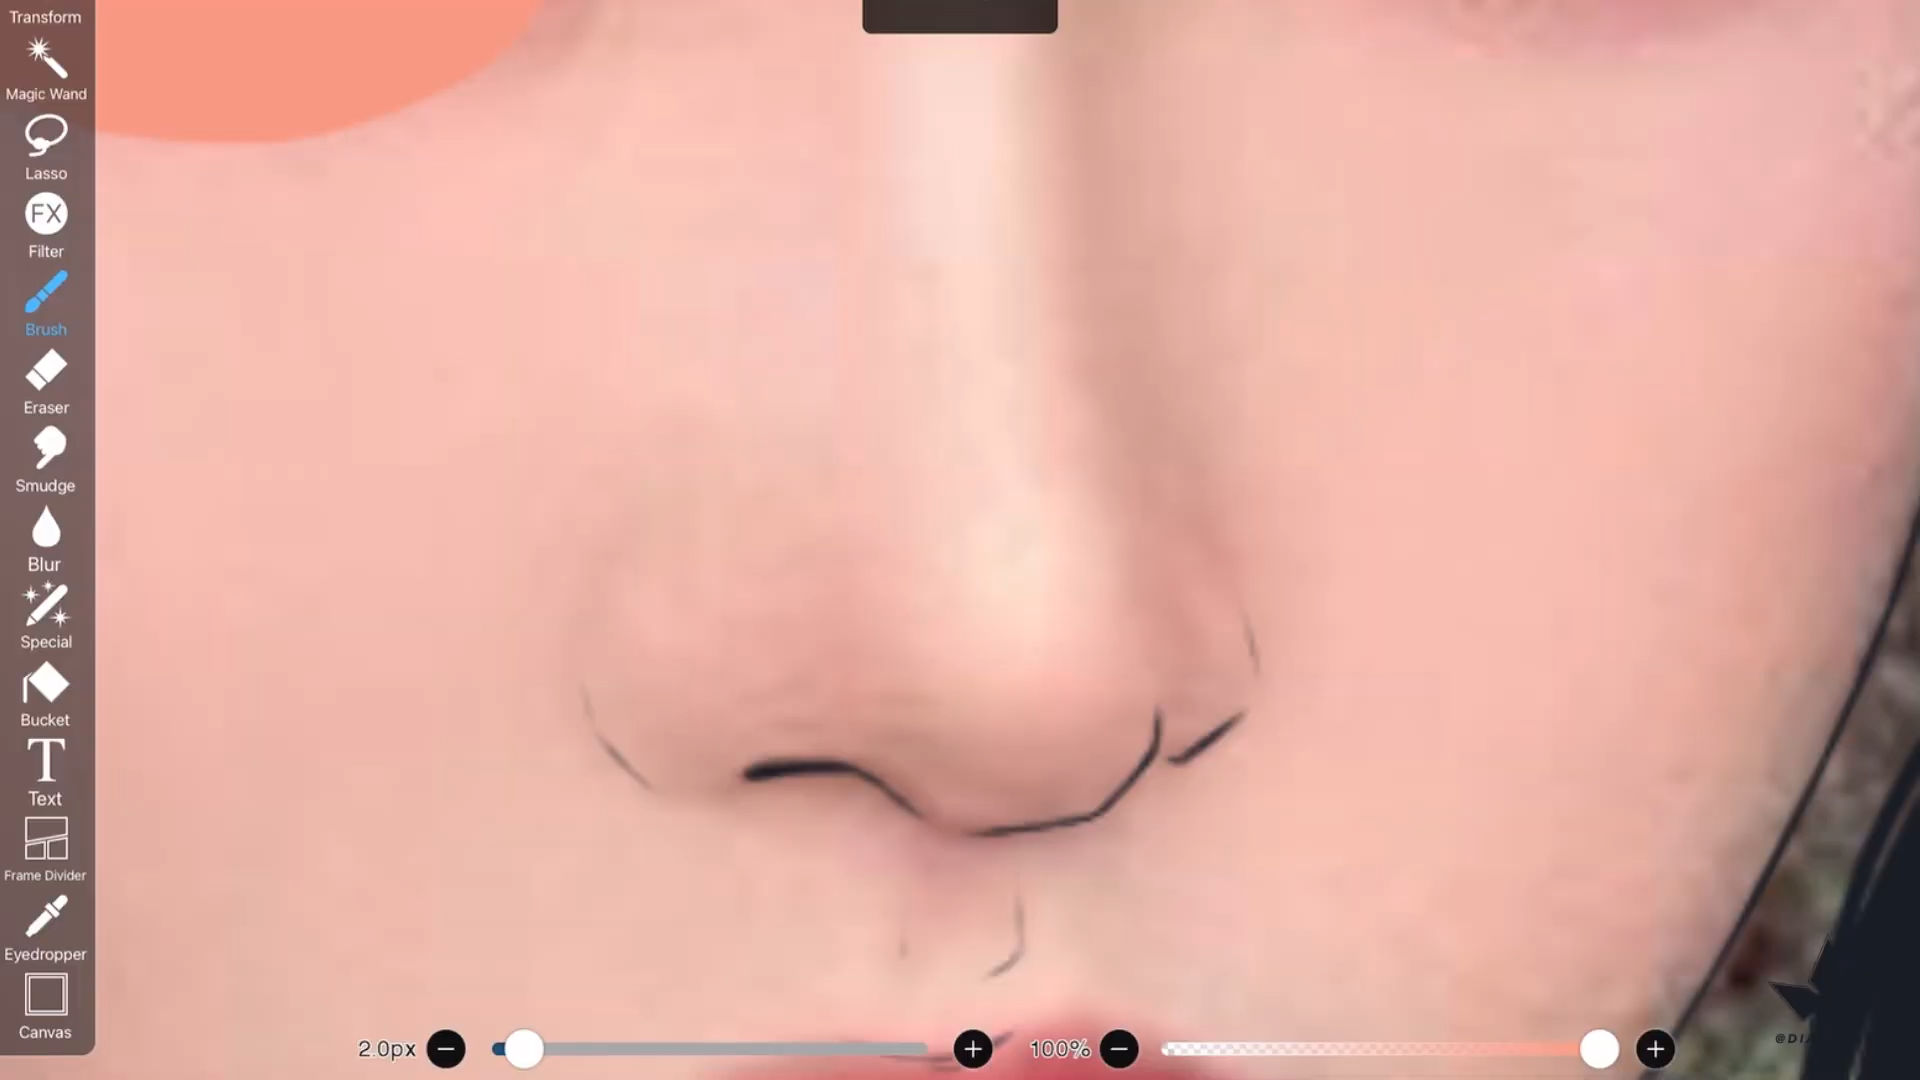 Transform
Magic Wand
Lasso
FX
Filter
Brush
Eraser
Smudge
Blur
Special
Bucket
T
Text
Frame Divider
Eyedropper
Canvas
2.0px
100%